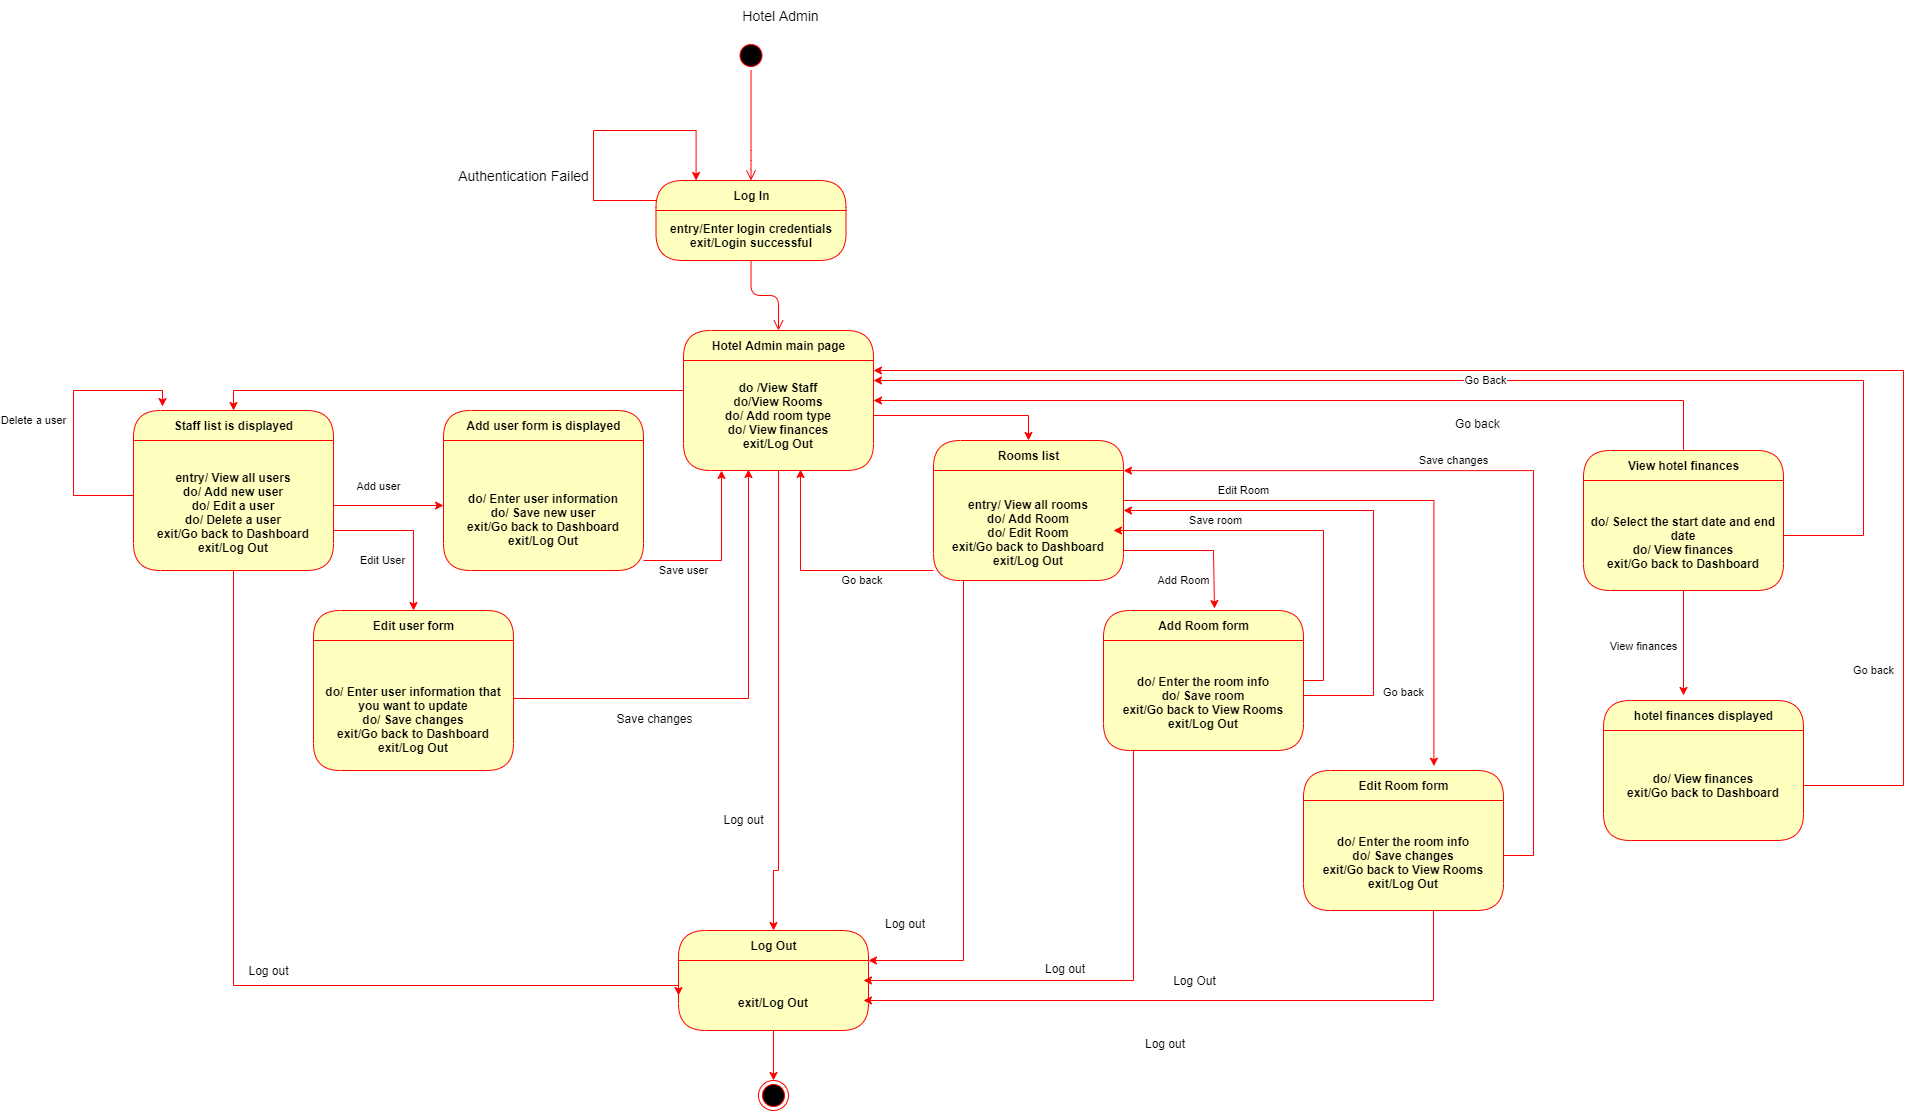 Hotel Admin
Authentication Failed
Log In
entry/Enter login credentials
exit/Login successful
Hotel Admin main page
do /View Staff
do/View Rooms
do/ Add room type
do/ View finances
exit/Log Out
Delete a user
Staff list is displayed
entry/ View all users
do/ Add new user
do/ Edit a user
do/ Delete a user
exit/Go back to Dashboard
exit/Log Out
Add user
Edit User
Add user form is displayed
do/ Enter user information
do/ Save new user
exit/Go back to Dashboard
exit/Log Out
Save user
Edit user form
do/ Enter user information that
you want to update
do/ Save changes
exit/Go back to Dashboard
exit/Log Out
Save changes
Go back
Rooms list
entry/ View all rooms
do/ Add Room
do/ Edit Room
exit/Go back to Dashboard
exit/Log Out
Go Back
Go back
Save changes
Edit Room
Save room
Add Room
Add Room form
do/ Enter the room info
do/ Save room
exit/Go back to View Rooms
exit/Log Out
Go back
Edit Room form
do/ Enter the room info
do/ Save changes
exit/Go back to View Rooms
exit/Log Out
View hotel finances
do/ Select the start date and end
date
do/ View finances
exit/Go back to Dashboard
View finances
Go back
hotel finances displayed
do/ View finances
exit/Go back to Dashboard
Log out
Log out
Log out
Log out
Log Out
Log out
Log Out
exit/Log Out